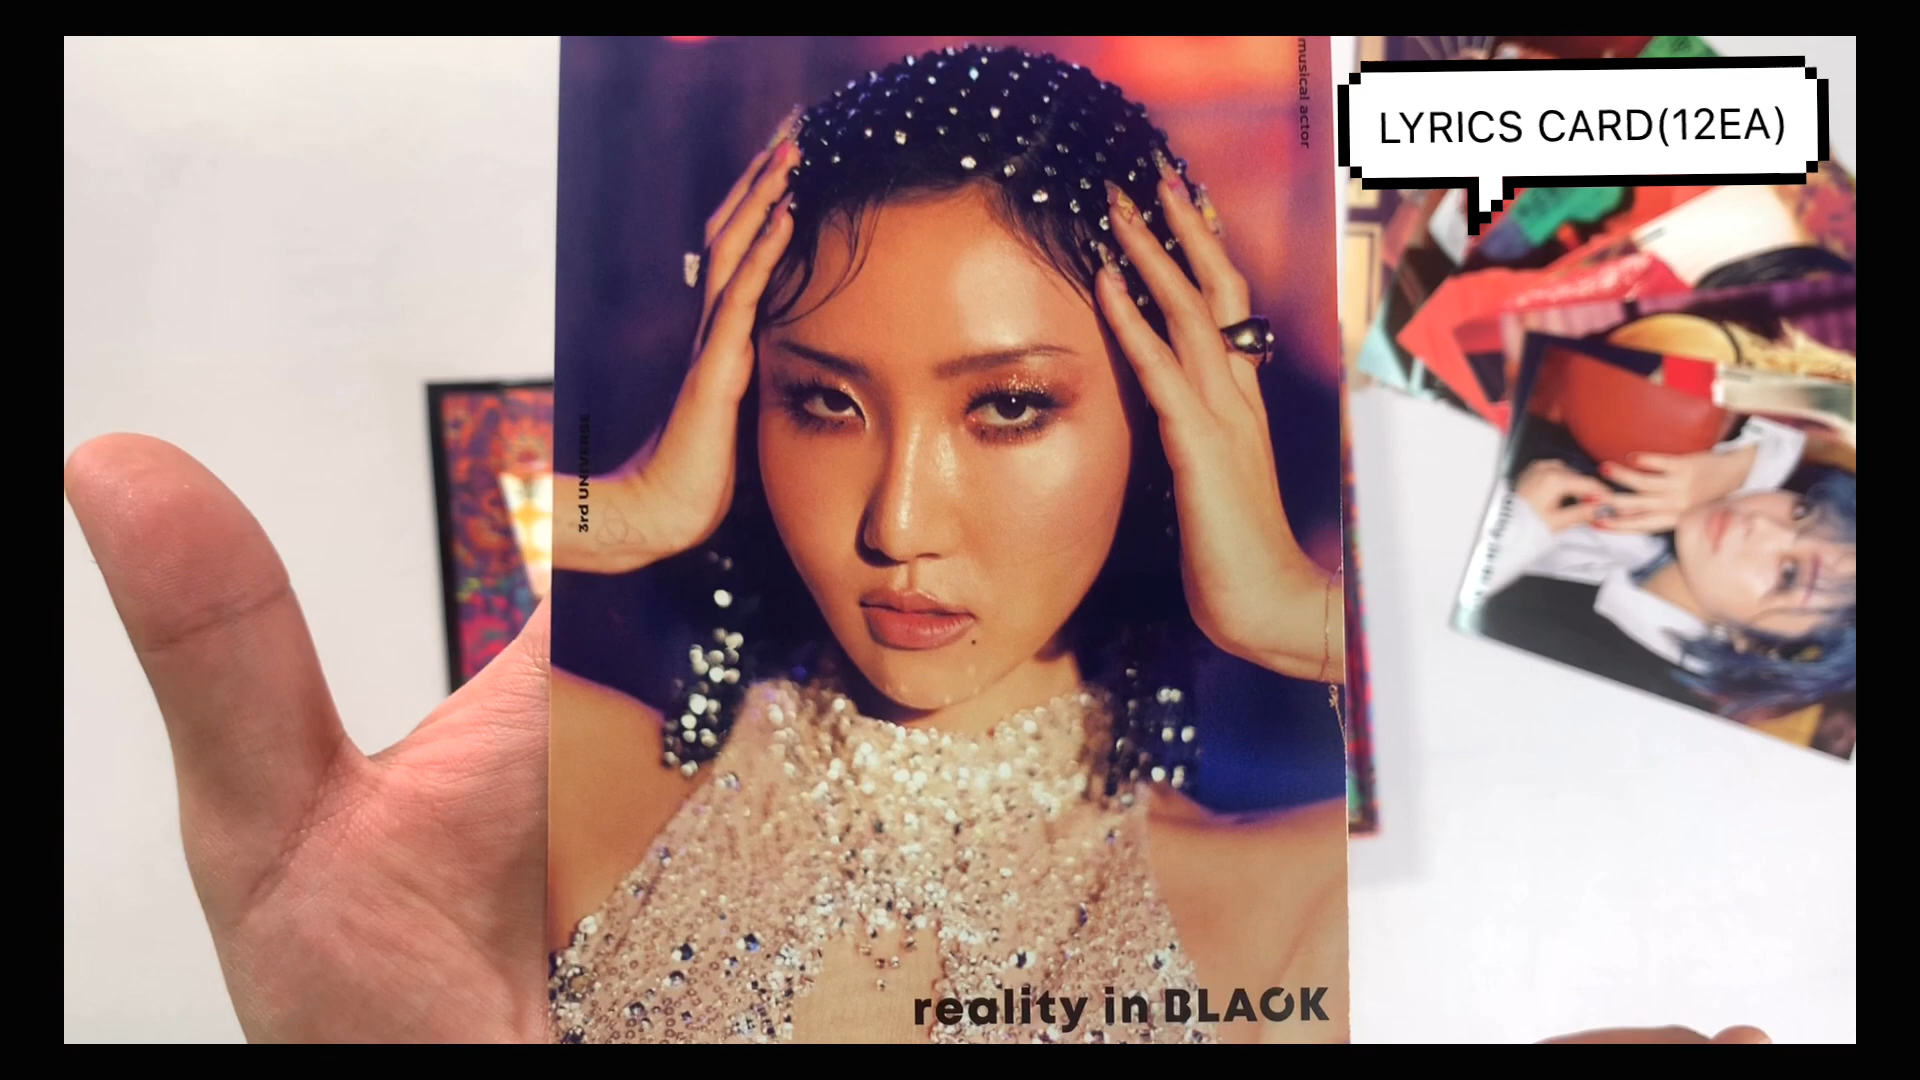 musical actor
LYRICS CARD(12EA)
3rd UNIVERSE
reality in BLACK